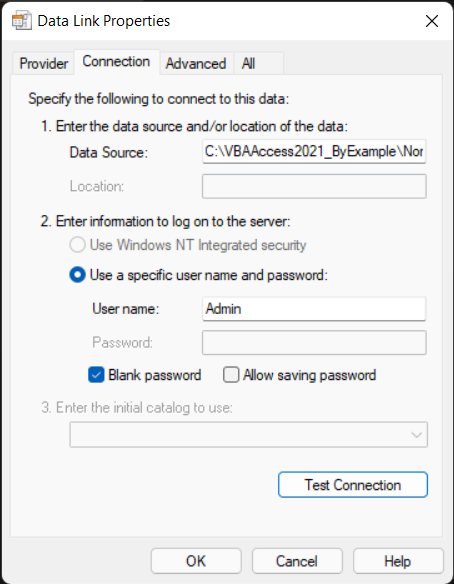 Data Link Properties
Provider Connection Advanced All
Specify the following to connect to this data:
1. Enter the data source and/or location of the data:
Data Source: C:\VBAAccess2021_ByExample\Nor
Location:
2. Enter information to log on to the server:
Use Windows NT Integrated security
Use a specific user name and password:
User name: Admin
Password:
Blank password Allow saving password
3. Enter the initial catalog to use:
Test Connection
OK Cancel Help